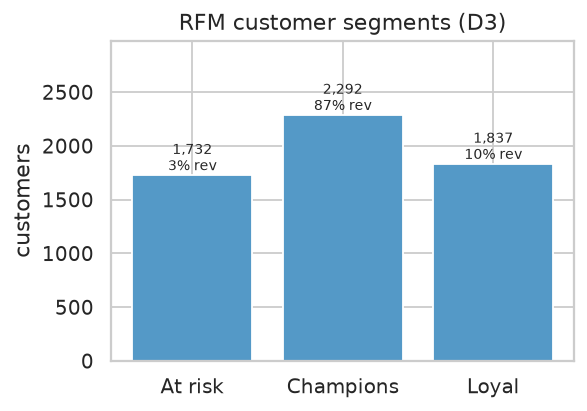 RFM customer segments (D3)
customers
2500
2000
1500
1000
500
0
1,732
3% rev
2,292
87% rev
1,837
10% rev
At risk
Champions
Loyal